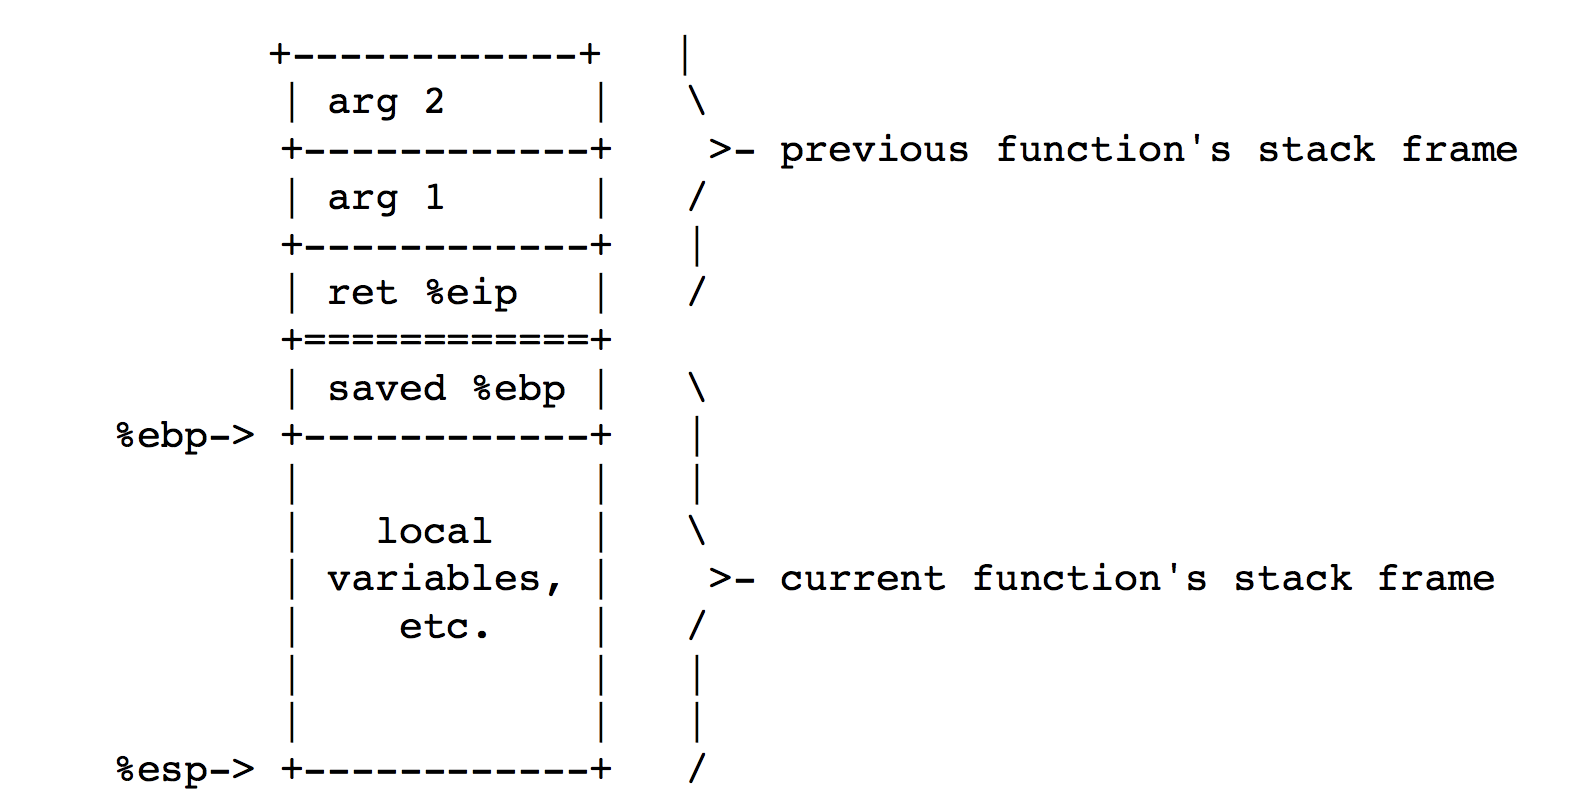 +------------+   |
| arg 2      |   \
+------------+    >- previous function's stack frame
| arg 1      |   /
+------------+   |
| ret %eip   |   /
+============+
| saved %ebp |   \
%ebp-> +------------+   |
|            |   |
|   local    |   \
| variables, |    >- current function's stack frame
|    etc.    |   /
|            |   |
|            |   |
%esp-> +------------+   /